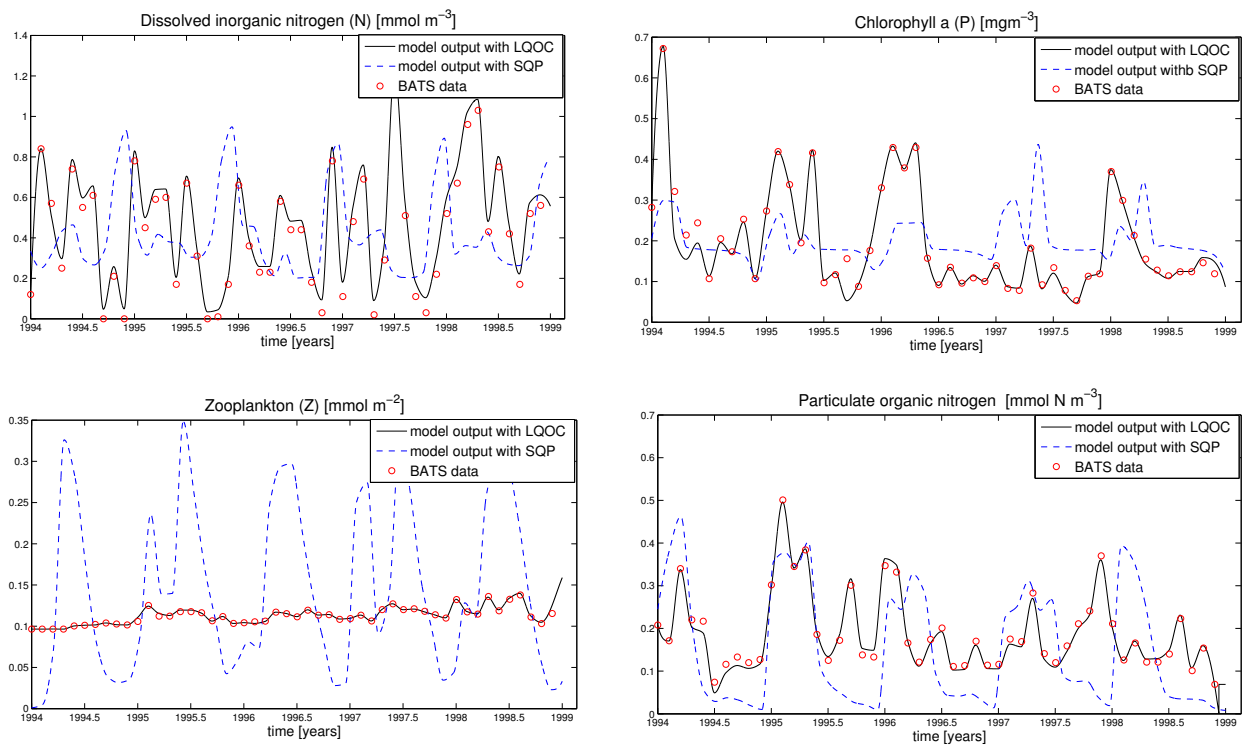 Dissolved inorganic nitrogen (N) [mmol m−3]
1.4
1.2
1
0.8
0.6
0.4
0.2
0
model output with LQOC
model output with SQP
BATS data
1994 1994.5 1995 1995.5 1996 1996.5 1997 1997.5 1998 1998.5 1999
time [years]
Chlorophyll a (P) [mgm−3]
0.7
0.6
0.5
0.4
0.3
0.2
0.1
0
model output with LQOC
model output withb SQP
BATS data
1994 1994.5 1995 1995.5 1996 1996.5 1997 1997.5 1998 1998.5 1999
time [years]
Zooplankton (Z) [mmol m−2]
0.35
0.3
0.25
0.2
0.15
0.1
0.05
0
model output with LQOC
model output with SQP
BATS data
1994 1994.5 1995 1995.5 1996 1996.5 1997 1997.5 1998 1998.5 1999
time [years]
Particulate organic nitrogen [mmol N m−3]
0.7
0.6
0.5
0.4
0.3
0.2
0.1
0
model output with LQOC
model output with SQP
BATS data
1994 1994.5 1995 1995.5 1996 1996.5 1997 1997.5 1998 1998.5 1999
time [years]